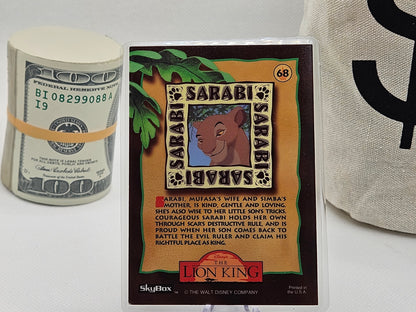 100
FEDERAL RESERVE NOTE
BI 08299088 A
I9
100
68
SARABI
SARABI
SARABI
SARABI
SARABI, MUFASA'S WIFE AND SIMBA'S
MOTHER, IS KIND, GENTLE AND LOVING.
SHE'S ALSO WISE TO HER LITTLE SON'S TRICKS.
COURAGEOUS SARABI HOLDS HER OWN
THROUGH SCAR'S DESTRUCTIVE RULE, AND IS
PROUD WHEN HER SON COMES BACK TO
BATTLE THE EVIL RULER AND CLAIM HIS
RIGHTFUL PLACE AS KING.
Disney's
THE
LION KING
SkyBox™
© THE WALT DISNEY COMPANY
Printed in
the U.S.A.
$